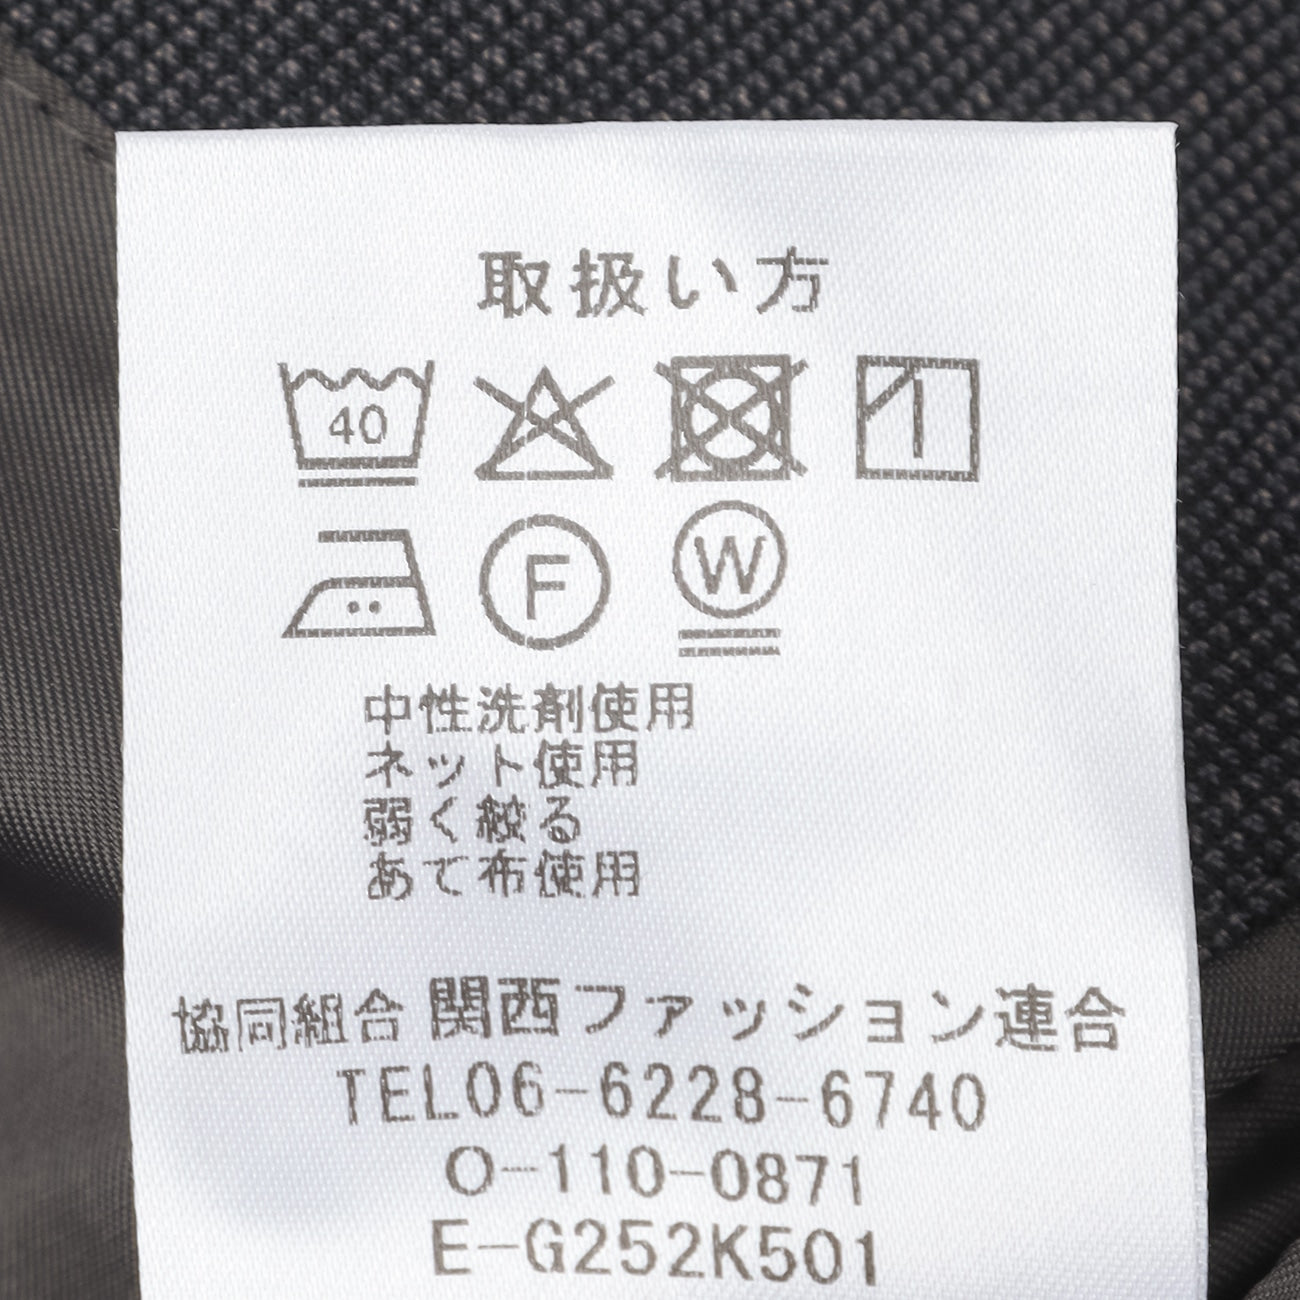 取扱い方
40
F W
中性洗剤使用
ネット使用
弱く絞る
あて布使用
協同組合 関西ファッション連合
TEL06-6228-6740
O-110-0871
E-G252K501